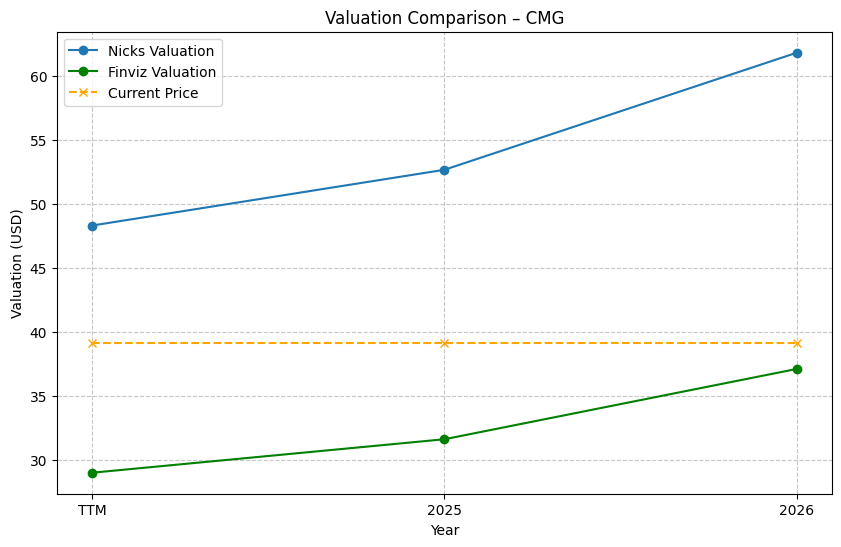 Valuation Comparison – CMG
Nicks Valuation
Finviz Valuation
Current Price
Valuation (USD)
60
55
50
45
40
35
30
TTM
2025
2026
Year